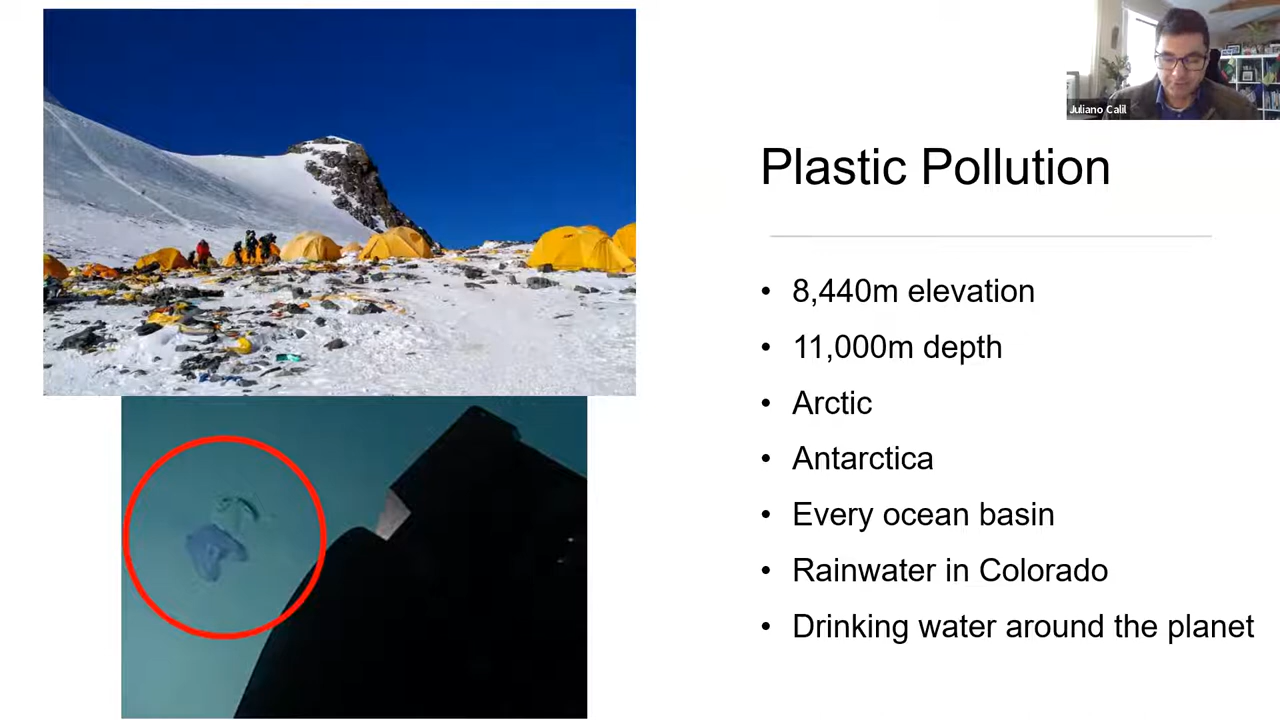 Juliano Calil
Plastic Pollution
• 8,440m elevation
• 11,000m depth
• Arctic
• Antarctica
• Every ocean basin
• Rainwater in Colorado
• Drinking water around the planet